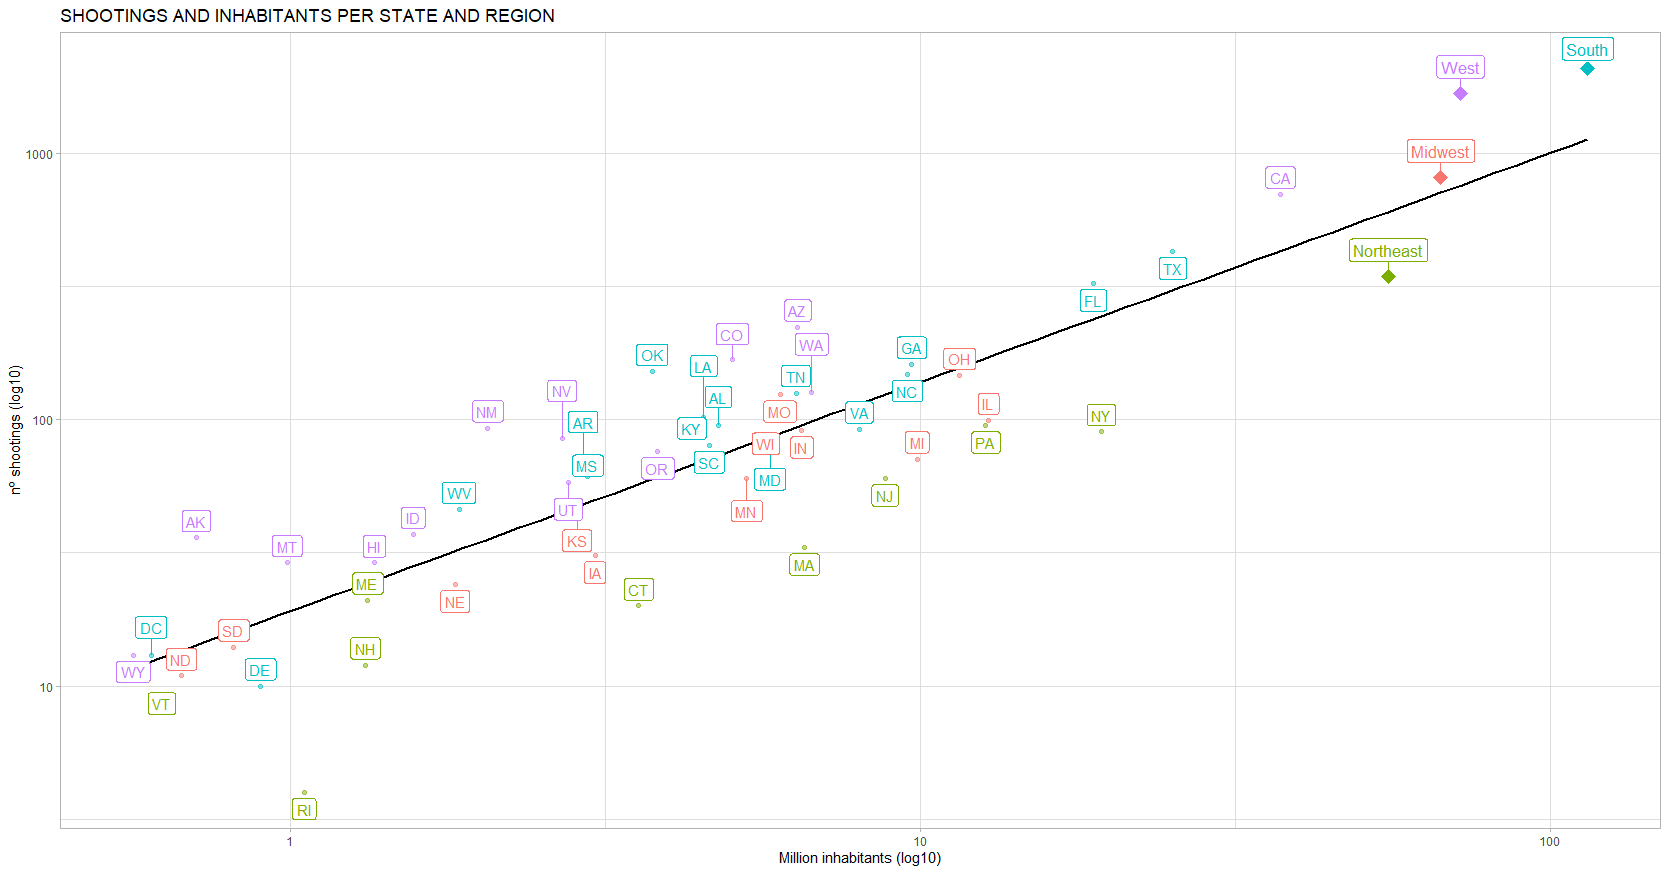 SHOOTINGS AND INHABITANTS PER STATE AND REGION
South
West
1000
Midwest
CA
Northeast
TX
FL
AZ
CO
WA
GA
OK
OH
LA
TN
NV
NC
AL
IL
NM
MO
VA
NY
100
AR
KY
WI
IN
MI
PA
SC
MS
OR
MD
WV
NJ
UT
MN
AK
ID
KS
MT
HI
MA
IA
ME
CT
NE
DC
SD
NH
ND
DE
WY
10
VT
RI
nº shootings (log10)
1
10
100
Million inhabitants (log10)